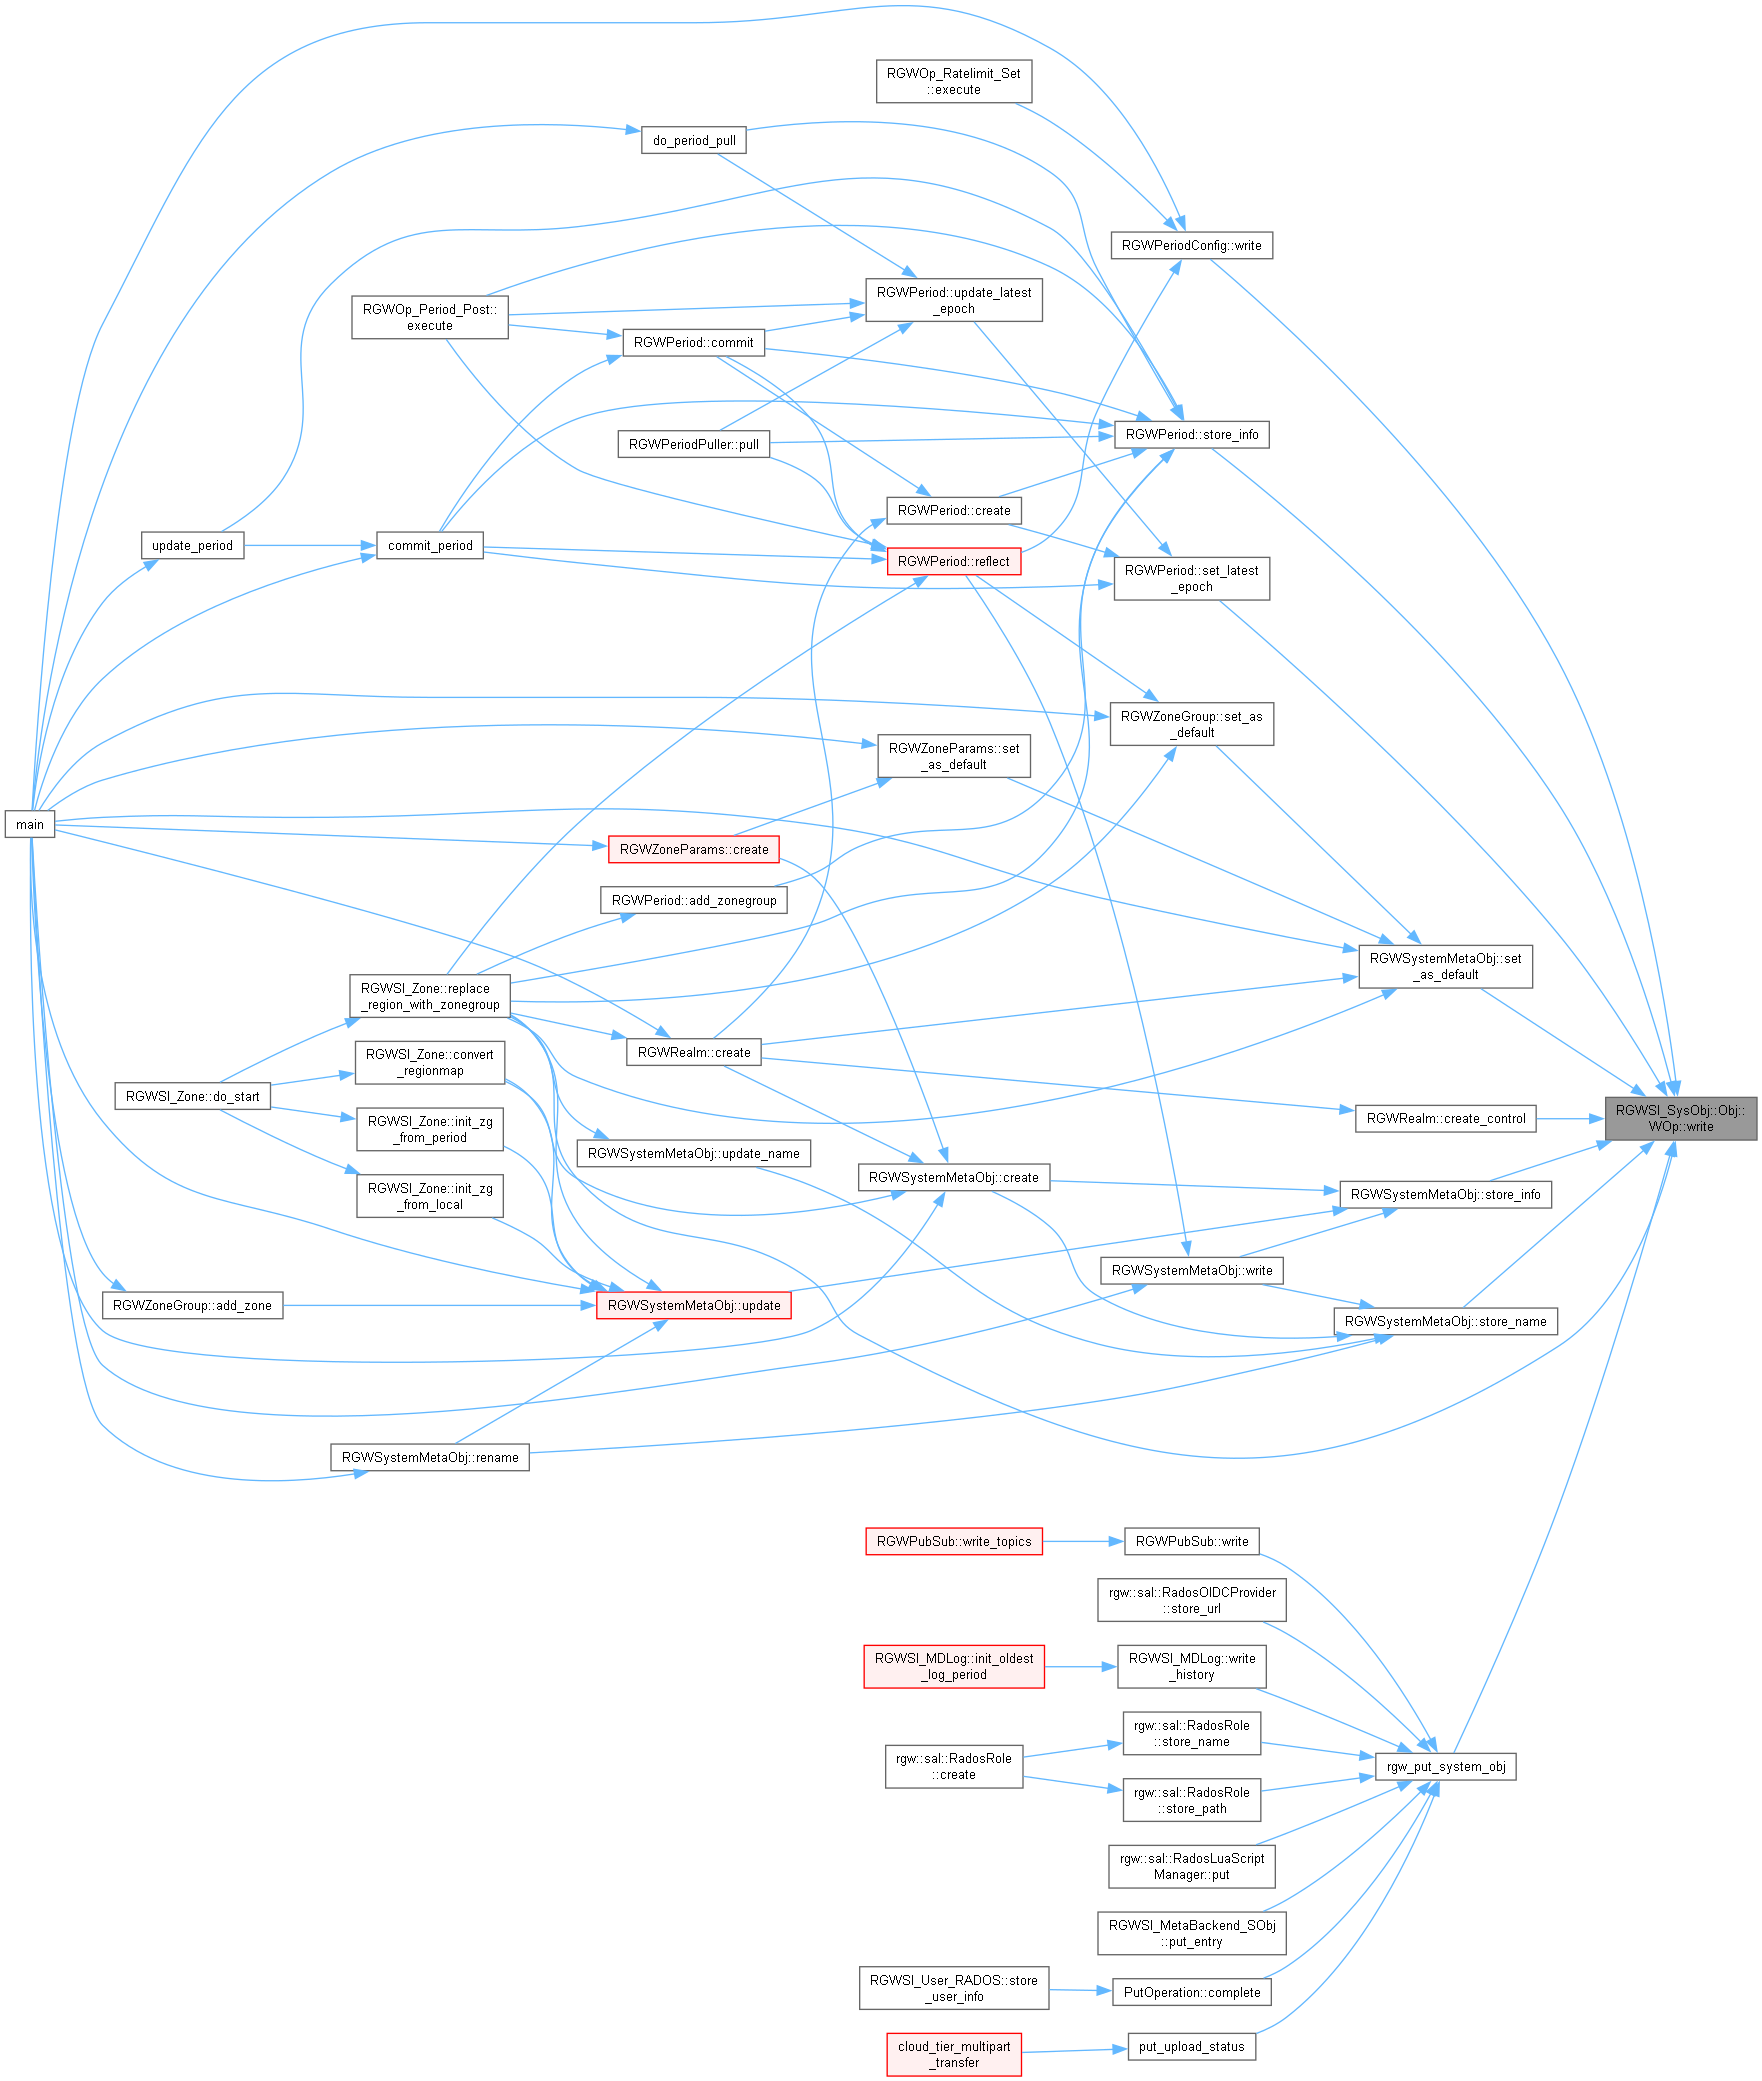 RGWOp_Ratelimit_Set
::execute
do_period_pull
RGWPeriodConfig::write
RGWPeriod::update_latest
_epoch
RGWOp_Period_Post::
execute
RGWPeriod::commit
RGWPeriod::store_info
RGWPeriodPuller::pull
RGWPeriod::create
update_period
commit_period
RGWPeriod::reflect
RGWPeriod::set_latest
_epoch
RGWZoneGroup::set_as
_default
RGWZoneParams::set
_as_default
main
RGWZoneParams::create
RGWPeriod::add_zonegroup
RGWSystemMetaObj::set
_as_default
RGWSI_Zone::replace
_region_with_zonegroup
RGWRealm::create
RGWSI_Zone::convert
_regionmap
RGWSI_Zone::do_start
RGWSI_SysObj::Obj::
WOp::write
RGWRealm::create_control
RGWSI_Zone::init_zg
_from_period
RGWSystemMetaObj::update_name
RGWSystemMetaObj::create
RGWSI_Zone::init_zg
_from_local
RGWSystemMetaObj::store_info
RGWSystemMetaObj::write
RGWZoneGroup::add_zone
RGWSystemMetaObj::update
RGWSystemMetaObj::store_name
RGWSystemMetaObj::rename
RGWPubSub::write_topics
RGWPubSub::write
rgw::sal::RadosOIDCProvider
::store_url
RGWSI_MDLog::init_oldest
_log_period
RGWSI_MDLog::write
_history
rgw::sal::RadosRole
::store_name
rgw::sal::RadosRole
::create
rgw_put_system_obj
rgw::sal::RadosRole
::store_path
rgw::sal::RadosLuaScript
Manager::put
RGWSI_MetaBackend_SObj
::put_entry
RGWSI_User_RADOS::store
_user_info
PutOperation::complete
cloud_tier_multipart
_transfer
put_upload_status